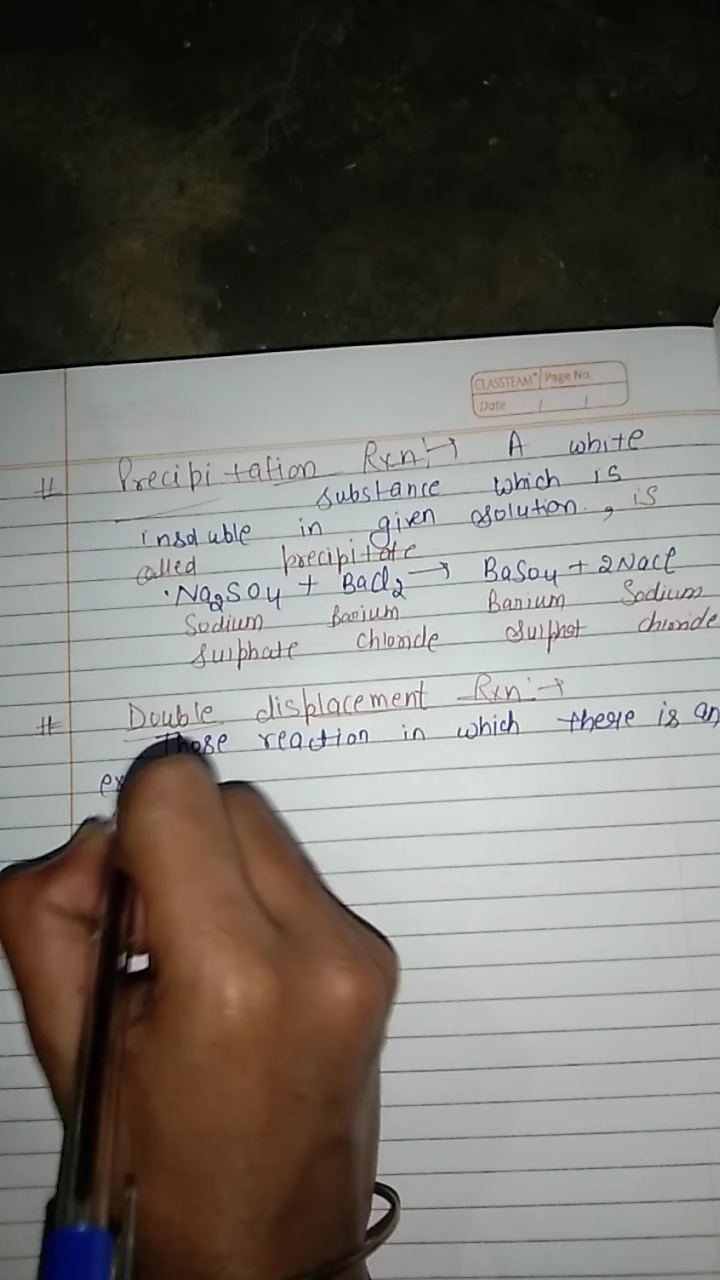 CLASSTEAM Page No.
Date / /
# Precipitation Rxn:→ A white
substance which is
insoluble in given solution, is
called precipitate
Na2SO4 + BaCl2 → BaSO4 + 2NaCl
Sodium Barium Barium Sodium
Sulphate chloride Sulphat chloride
# Double displacement Rxn:→
Those reaction in which there is an